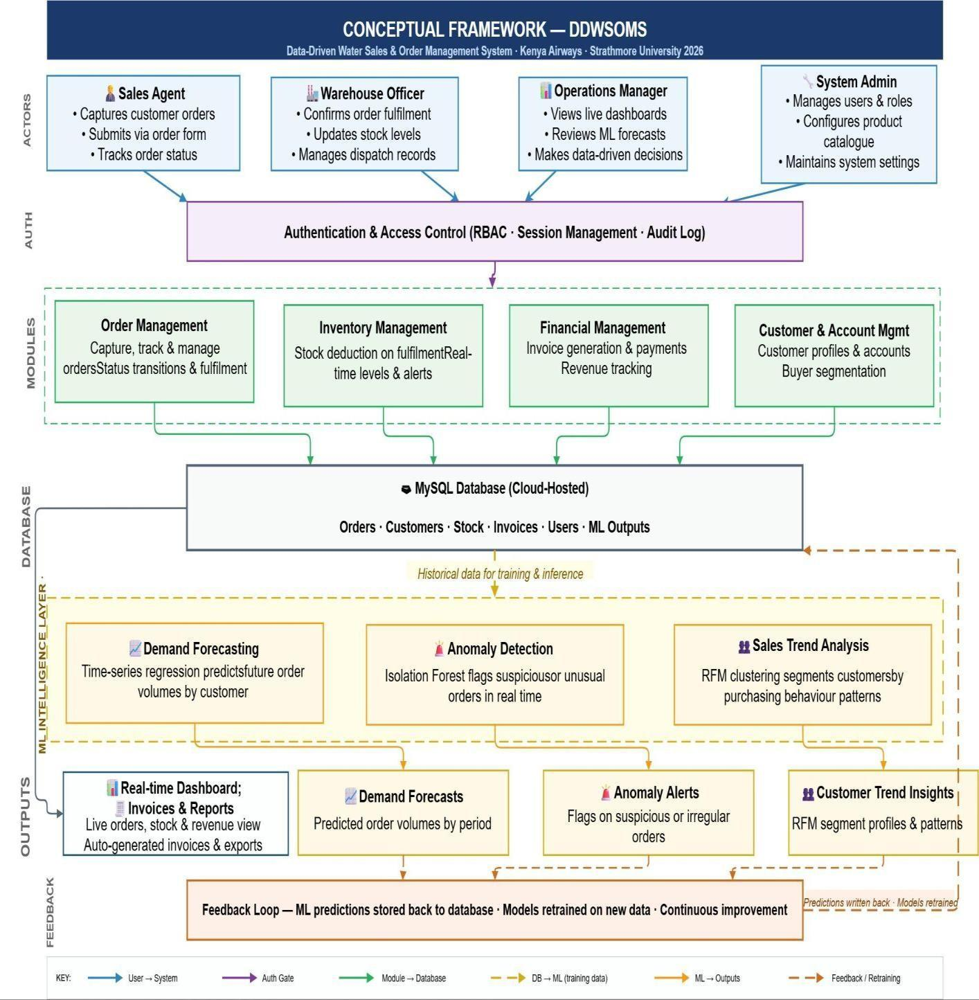 CONCEPTUAL FRAMEWORK — DDWSOMS
Data-Driven Water Sales & Order Management System · Kenya Airways · Strathmore University 2026
ACTORS
Sales Agent
• Captures customer orders
• Submits via order form
• Tracks order status
Warehouse Officer
• Confirms order fulfilment
• Updates stock levels
• Manages dispatch records
Operations Manager
• Views live dashboards
• Reviews ML forecasts
• Makes data-driven decisions
System Admin
• Manages users & roles
• Configures product
catalogue
• Maintains system settings
AUTH
Authentication & Access Control (RBAC · Session Management · Audit Log)
MODULES
Order Management
Capture, track & manage
ordersStatus transitions & fulfilment
Inventory Management
Stock deduction on fulfilmentReal-
time levels & alerts
Financial Management
Invoice generation & payments
Revenue tracking
Customer & Account Mgmt
Customer profiles & accounts
Buyer segmentation
DATABASE
MySQL Database (Cloud-Hosted)
Orders · Customers · Stock · Invoices · Users · ML Outputs
Historical data for training & inference
ML INTELLIGENCE LAYER ·
Demand Forecasting
Time-series regression predictsfuture order
volumes by customer
Anomaly Detection
Isolation Forest flags suspiciousor unusual
orders in real time
Sales Trend Analysis
RFM clustering segments customersby
purchasing behaviour patterns
OUTPUTS
Real-time Dashboard;
Invoices & Reports
Live orders, stock & revenue view
Auto-generated invoices & exports
Demand Forecasts
Predicted order volumes by period
Anomaly Alerts
Flags on suspicious or irregular
orders
Customer Trend Insights
RFM segment profiles & patterns
FEEDBACK
Feedback Loop — ML predictions stored back to database · Models retrained on new data · Continuous improvement
Predictions written back · Models retrained
KEY:
User → System
Auth Gate
Module → Database
DB → ML (training data)
ML → Outputs
Feedback / Retraining